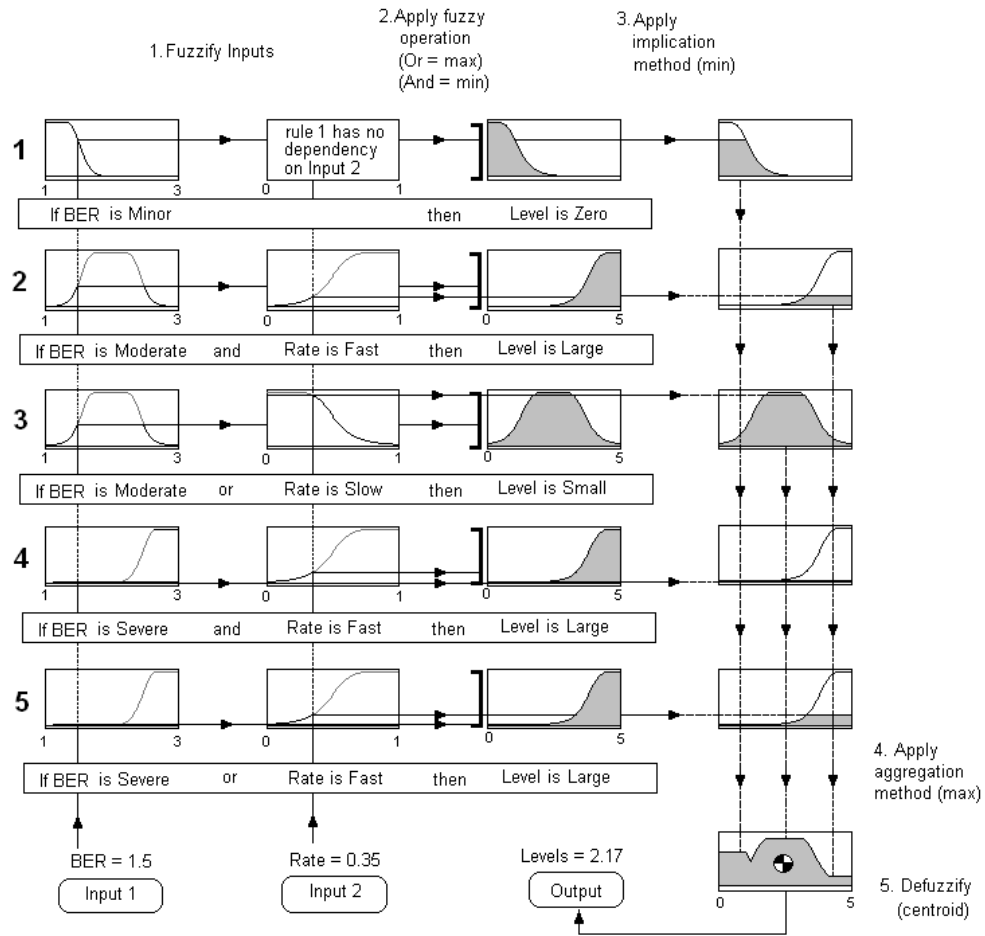 1. Fuzzify Inputs
2. Apply fuzzy
operation
(Or = max)
(And = min)
3. Apply
implication
method (min)
1
rule 1 has no
dependency
on Input 2
1 3
0 1
If BER is Minor then Level is Zero
2
1 3
0 1
0 5
If BER is Moderate and Rate is Fast then Level is Large
3
1 3
0 1
0 5
If BER is Moderate or Rate is Slow then Level is Small
4
1 3
0 1
0 5
If BER is Severe and Rate is Fast then Level is Large
5
1 3
0 1
0 5
If BER is Severe or Rate is Fast then Level is Large
4. Apply
aggregation
method (max)
BER = 1.5
Input 1
Rate = 0.35
Input 2
Levels = 2.17
Output
0 5
5. Defuzzify
(centroid)